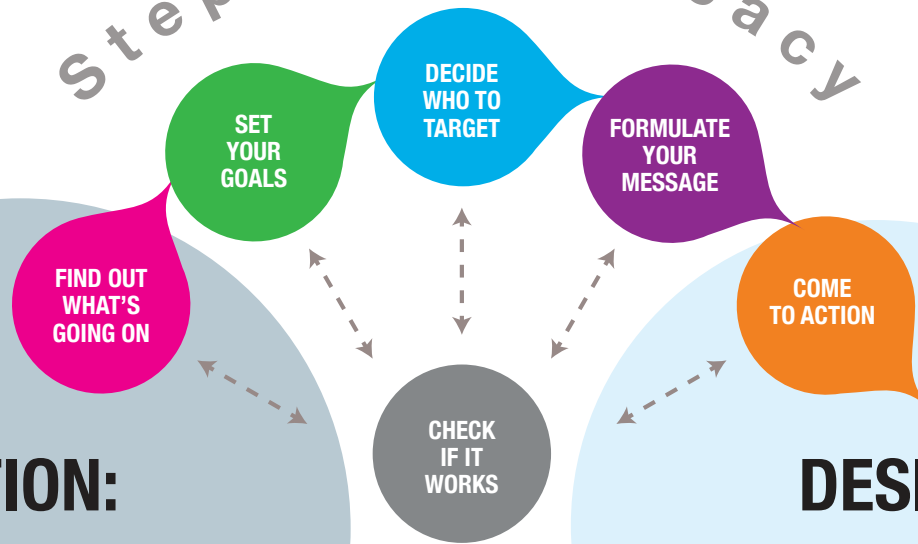 Step acy
FIND OUT
WHAT'S
GOING ON
SET
YOUR
GOALS
DECIDE
WHO TO
TARGET
FORMULATE
YOUR
MESSAGE
COME
TO ACTION
CHECK
IF IT
WORKS
TION:
DESI